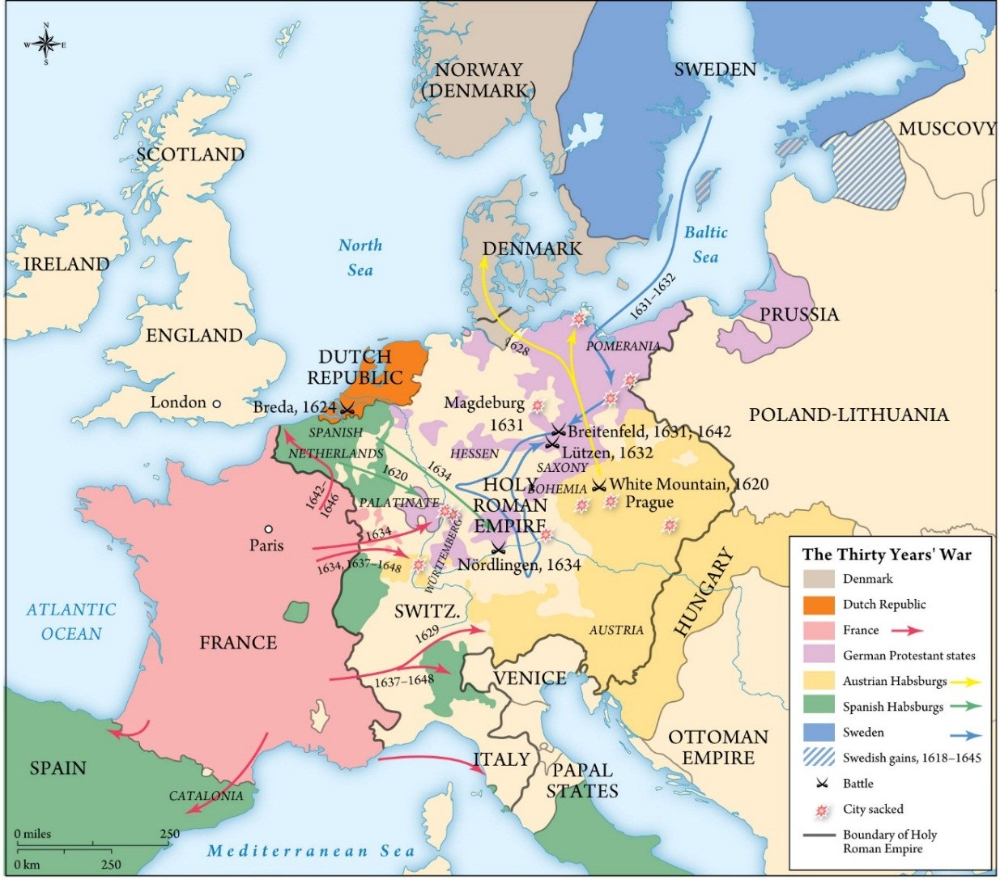 N
W E
S
NORWAY
(DENMARK)
SWEDEN
MUSCOVY
SCOTLAND
North
Sea
Baltic
Sea
DENMARK
IRELAND
1631–1632
PRUSSIA
ENGLAND
1628
POMERANIA
DUTCH
REPUBLIC
London
Breda, 1624
Magdeburg
1631
POLAND-LITHUANIA
SPANISH
NETHERLANDS
Breitenfeld, 1631; 1642
HESSEN
Lützen, 1632
SAXONY
1620
1634
HOLY
ROMAN
EMPIRE
BOHEMIA
White Mountain, 1620
Prague
1642–
1646
PALATINATE
Paris
1634
1634, 1637–1648
WÜRTTEMBERG
Nördlingen, 1634
ATLANTIC
OCEAN
SWITZ.
HUNGARY
FRANCE
1629
AUSTRIA
1637–1648
VENICE
OTTOMAN
EMPIRE
SPAIN
ITALY
PAPAL
STATES
CATALONIA
Mediterranean Sea
0 miles 250
0 km 250
The Thirty Years' War
Denmark
Dutch Republic
France
German Protestant states
Austrian Habsburgs
Spanish Habsburgs
Sweden
Swedish gains, 1618–1645
Battle
City sacked
Boundary of Holy
Roman Empire